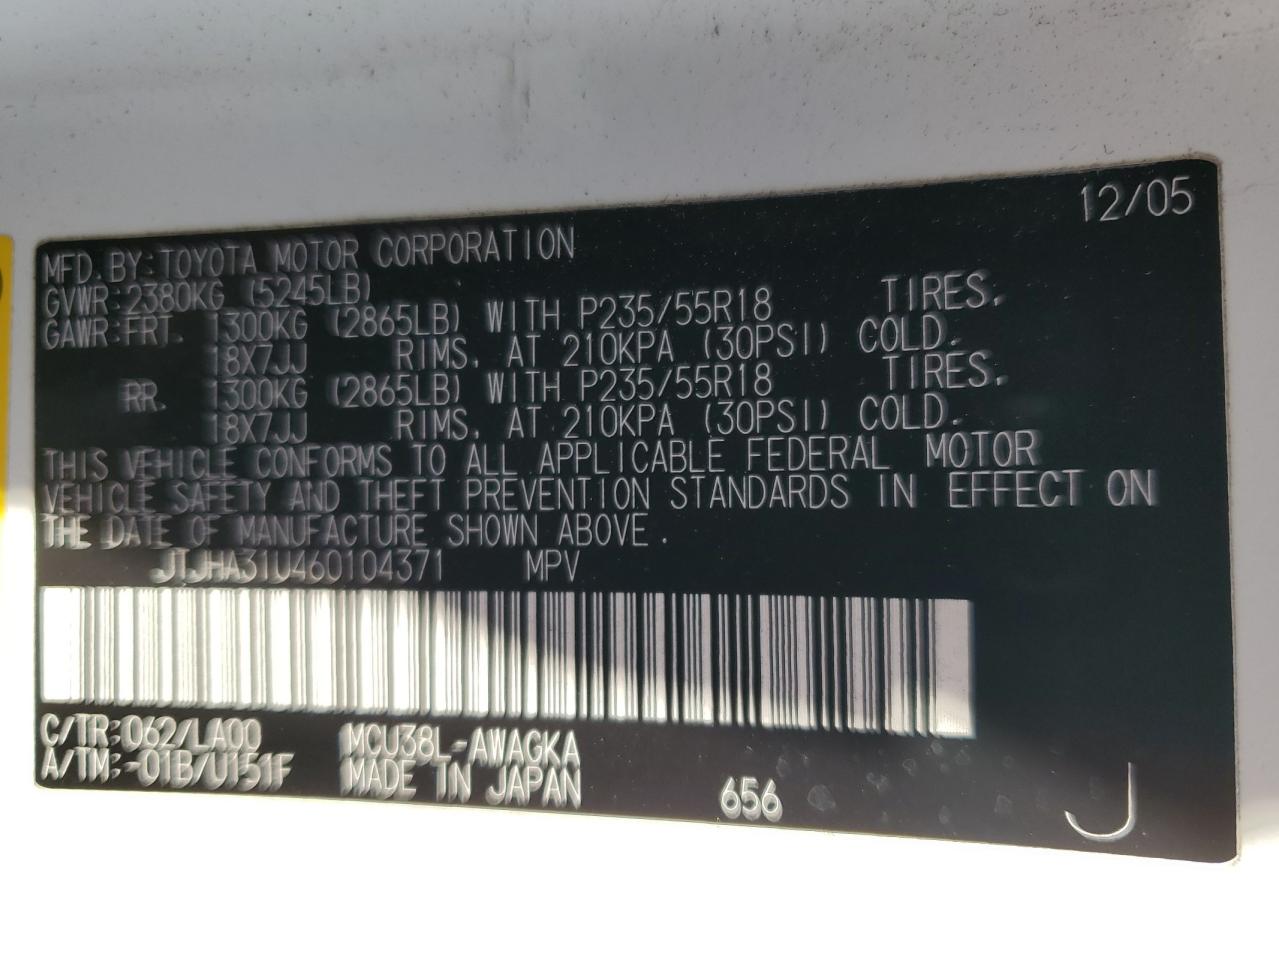 12/05
MFD. BY: TOYOTA MOTOR CORPORATION
GVWR: 2380KG (5245LB)
GAWR: FRT. 1300KG (2865LB) WITH P235/55R18 TIRES,
18X7JJ RIMS, AT 210KPA (30PSI) COLD.
RR. 1300KG (2865LB) WITH P235/55R18 TIRES,
18X7JJ RIMS, AT 210KPA (30PSI) COLD.
THIS VEHICLE CONFORMS TO ALL APPLICABLE FEDERAL MOTOR
VEHICLE SAFETY AND THEFT PREVENTION STANDARDS IN EFFECT ON
THE DATE OF MANUFACTURE SHOWN ABOVE.
JTJHA31U460104371 MPV
C/TR: 062/LA00 MCU38L-AWAGKA
A/TM: -01B/U151F MADE IN JAPAN
656
J